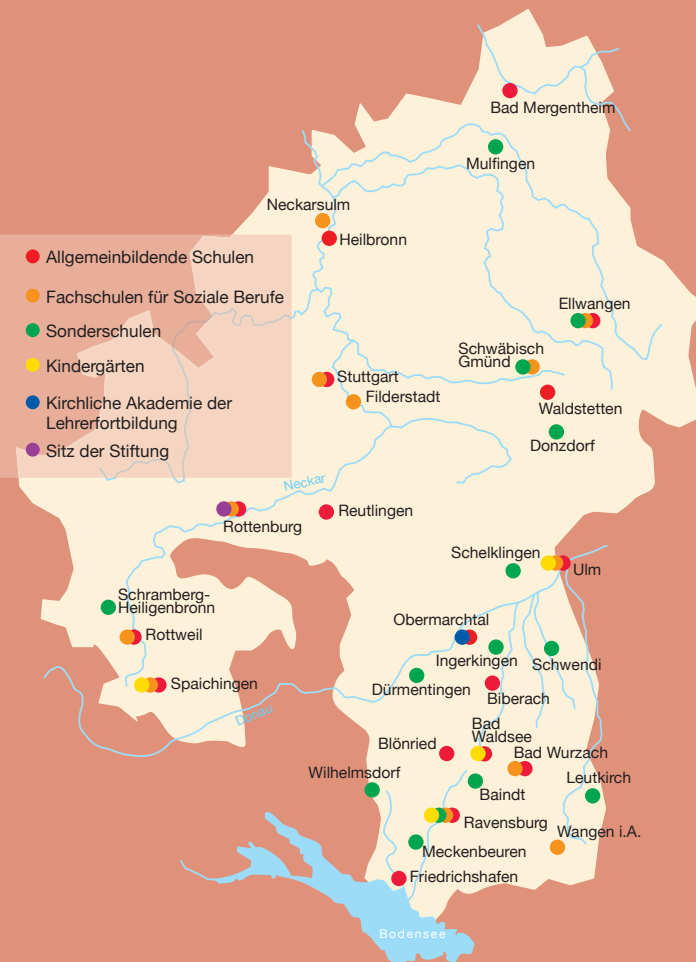 Bad Mergentheim
Mulfingen
Neckarsulm
Heilbronn
Allgemeinbildende Schulen
Fachschulen für Soziale Berufe
Sonderschulen
Kindergärten
Kirchliche Akademie der
Lehrerfortbildung
Sitz der Stiftung
Ellwangen
Schwäbisch
Gmünd
Stuttgart
Filderstadt
Waldstetten
Donzdorf
Neckar
Reutlingen
Rottenburg
Schelklingen
Ulm
Schramberg-
Heiligenbronn
Rottweil
Obermarchtal
Ingerkingen
Schwendi
Spaichingen
Dürmentingen
Biberach
Donau
Bad
Waldsee
Blönried
Bad Wurzach
Wilhelmsdorf
Leutkirch
Baindt
Ravensburg
Wangen i.A.
Meckenbeuren
Friedrichshafen
Bodensee